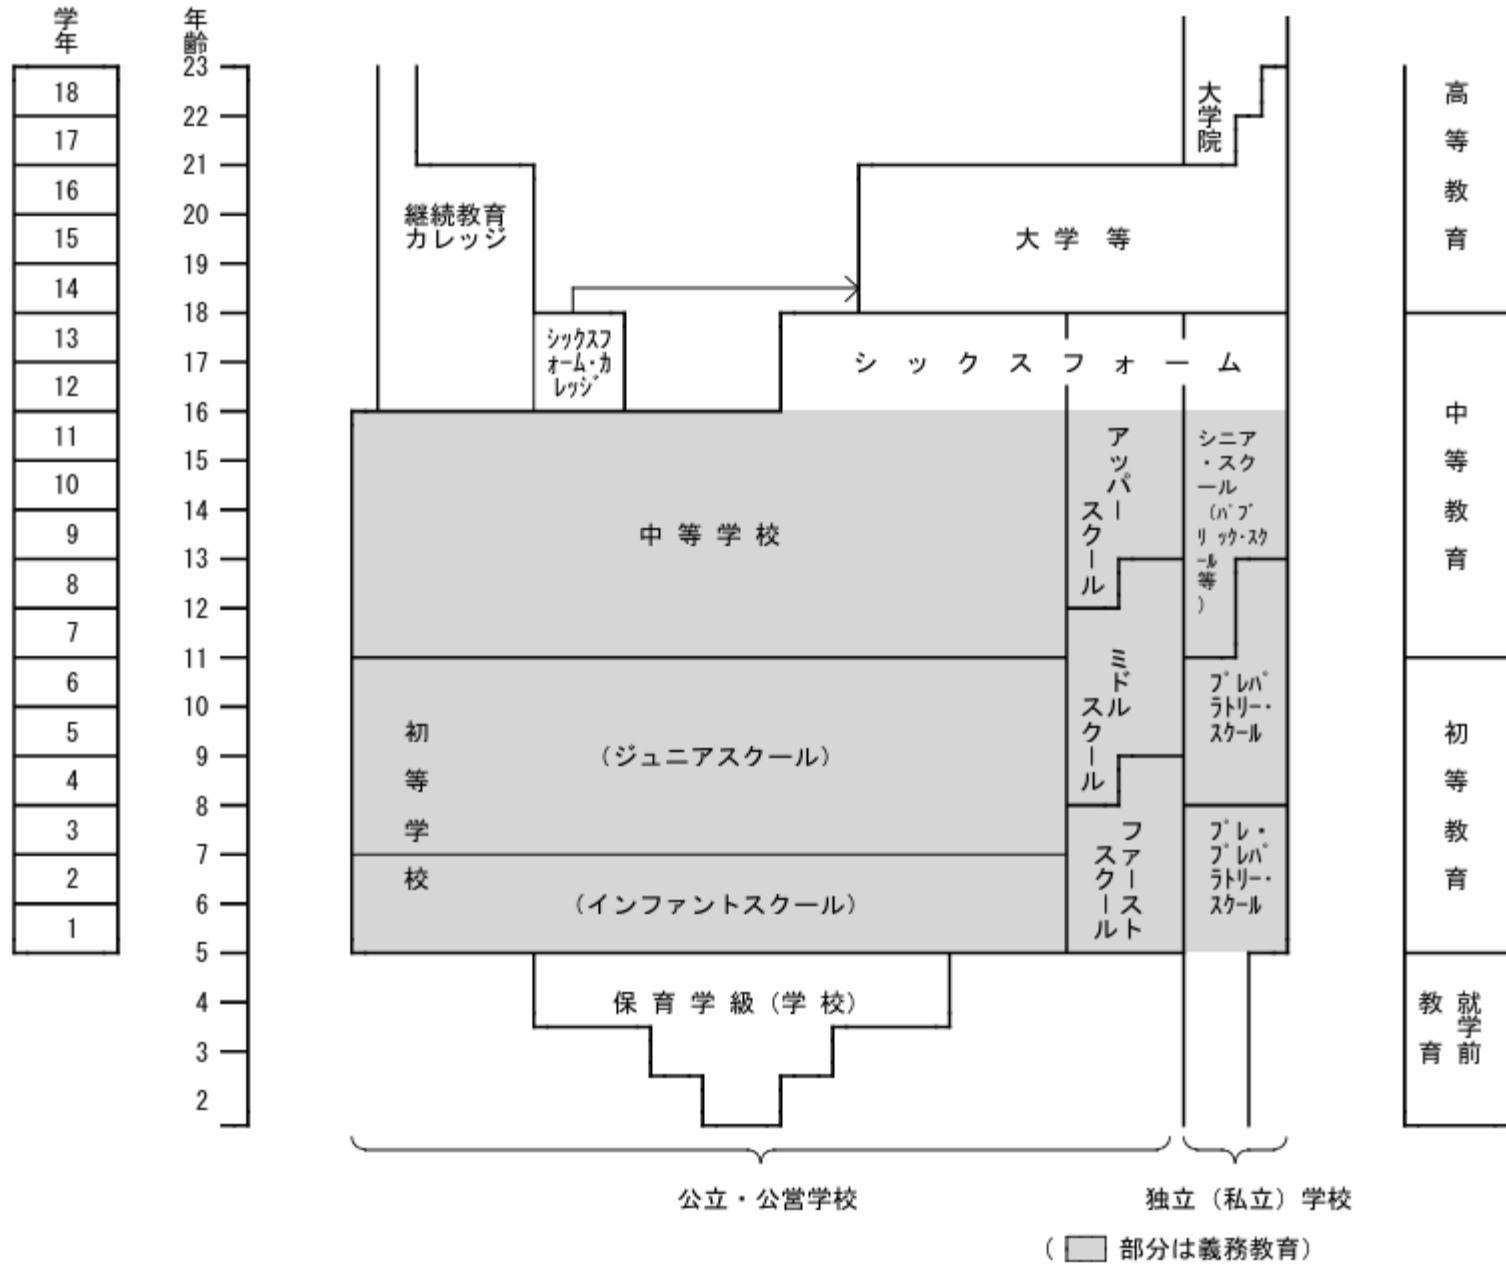 学年
年齢
23
18
22
17
21
16
20
15
19
14
18
13
17
12
16
11
15
10
14
9
13
8
12
7
11
6
10
5
9
4
8
3
7
2
6
1
5
4
3
2
大学院
継続教育
カレッジ
大学等
シックスフ
ォーム・カ
レッジ
シックスフォーム
中等学校
アッパー
スクール
シニア
・スク
ール
(パブ
リック・スク
ール
等
)
ミドル
スクール
プレパ
ラトリー・
スクール
初等学校
(ジュニアスクール)
(インファントスクール)
ファースト
スクール
プレ・
プレパ
ラトリー・
スクール
保育学級(学校)
高等教育
中等教育
初等教育
就学前
教育
公立・公営学校
独立(私立)学校
( 部分は義務教育)